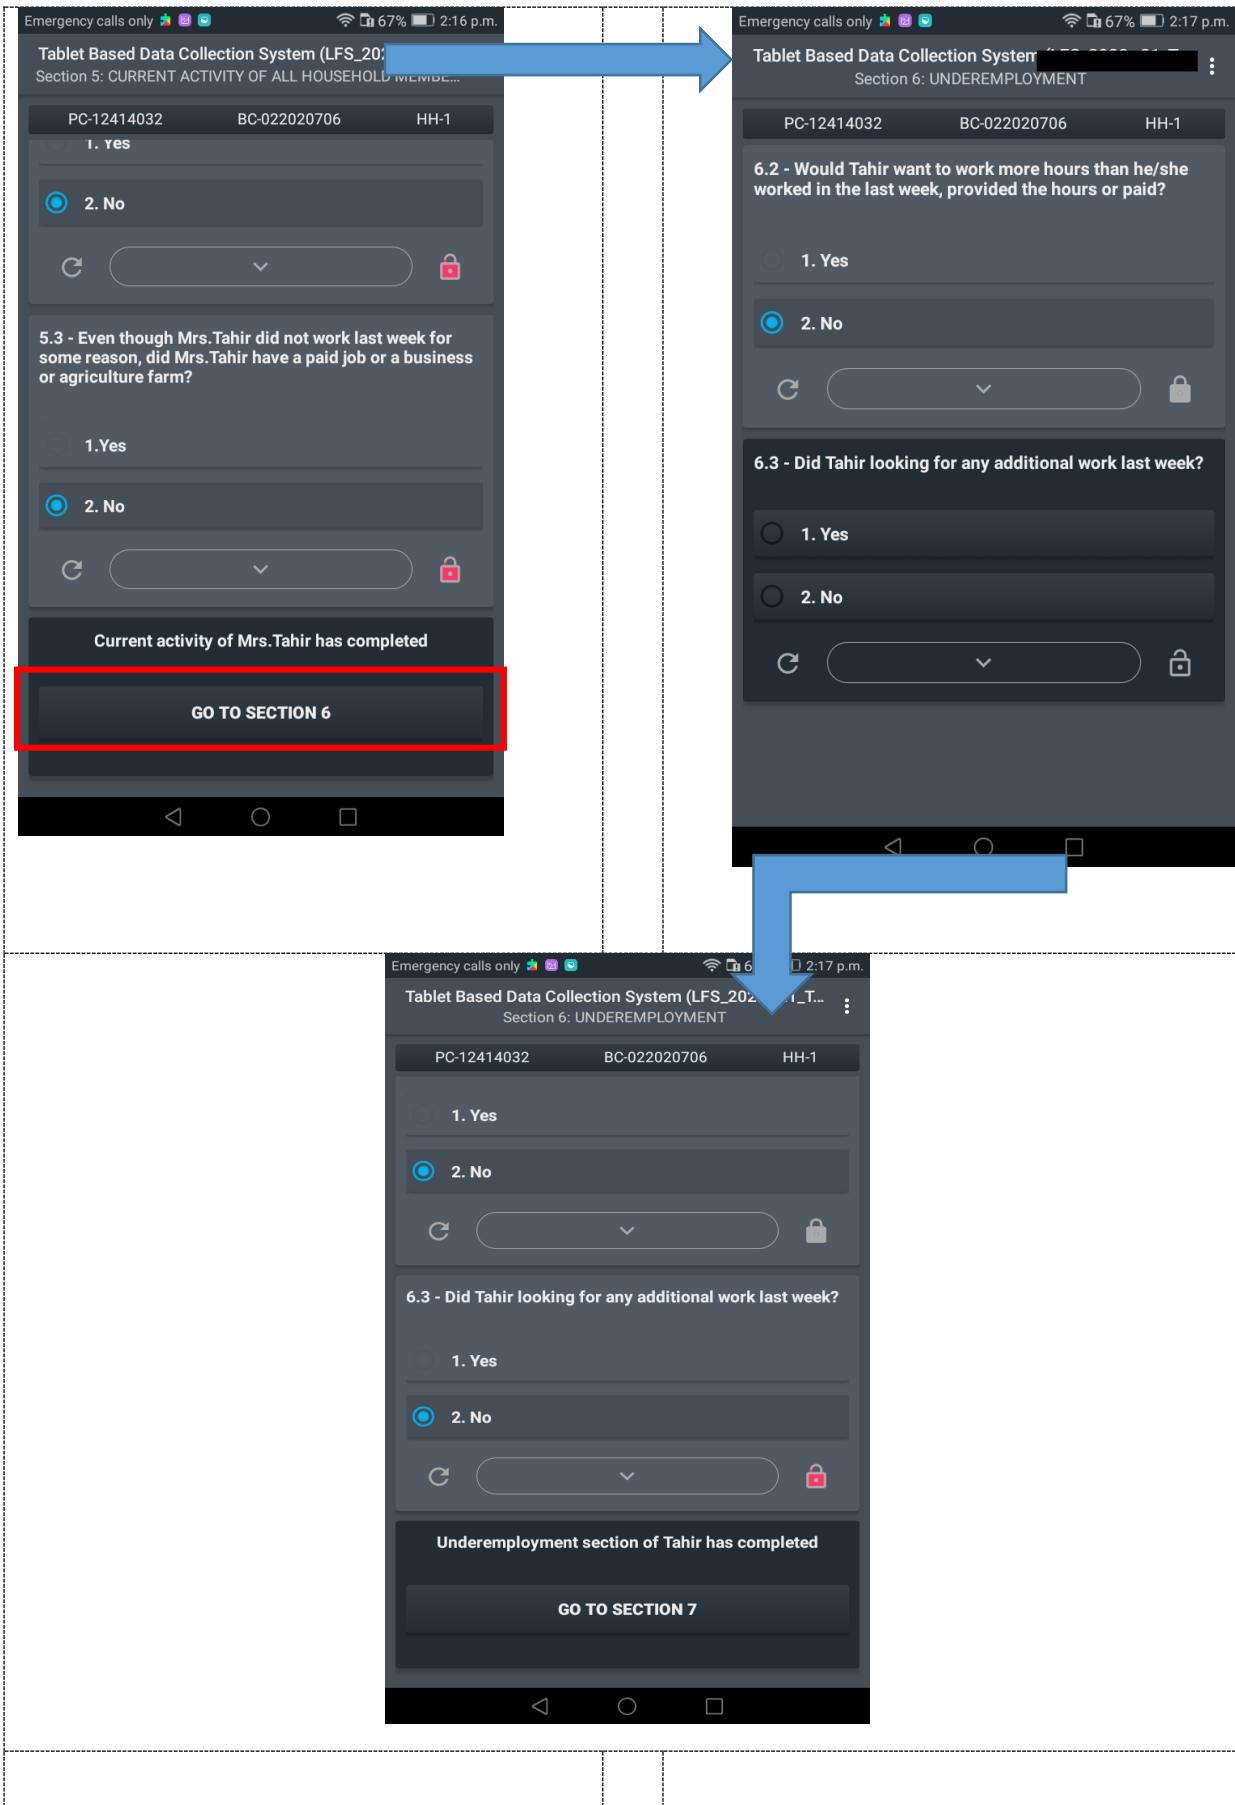 Emergency calls only 67% 2:16 p.m.
Tablet Based Data Collection System (LFS_202
Section 5: CURRENT ACTIVITY OF ALL HOUSEHOLD MEMBE...
PC-12414032 BC-022020706 HH-1
1. Yes
2. No
5.3 - Even though Mrs.Tahir did not work last week for
some reason, did Mrs.Tahir have a paid job or a business
or agriculture farm?
1.Yes
2. No
Current activity of Mrs.Tahir has completed
GO TO SECTION 6
Emergency calls only 67% 2:17 p.m.
Tablet Based Data Collection System
Section 6: UNDEREMPLOYMENT
PC-12414032 BC-022020706 HH-1
6.2 - Would Tahir want to work more hours than he/she
worked in the last week, provided the hours or paid?
1. Yes
2. No
6.3 - Did Tahir looking for any additional work last week?
1. Yes
2. No
Emergency calls only 6 2:17 p.m.
Tablet Based Data Collection System (LFS_202 1_T...
Section 6: UNDEREMPLOYMENT
PC-12414032 BC-022020706 HH-1
1. Yes
2. No
6.3 - Did Tahir looking for any additional work last week?
1. Yes
2. No
Underemployment section of Tahir has completed
GO TO SECTION 7